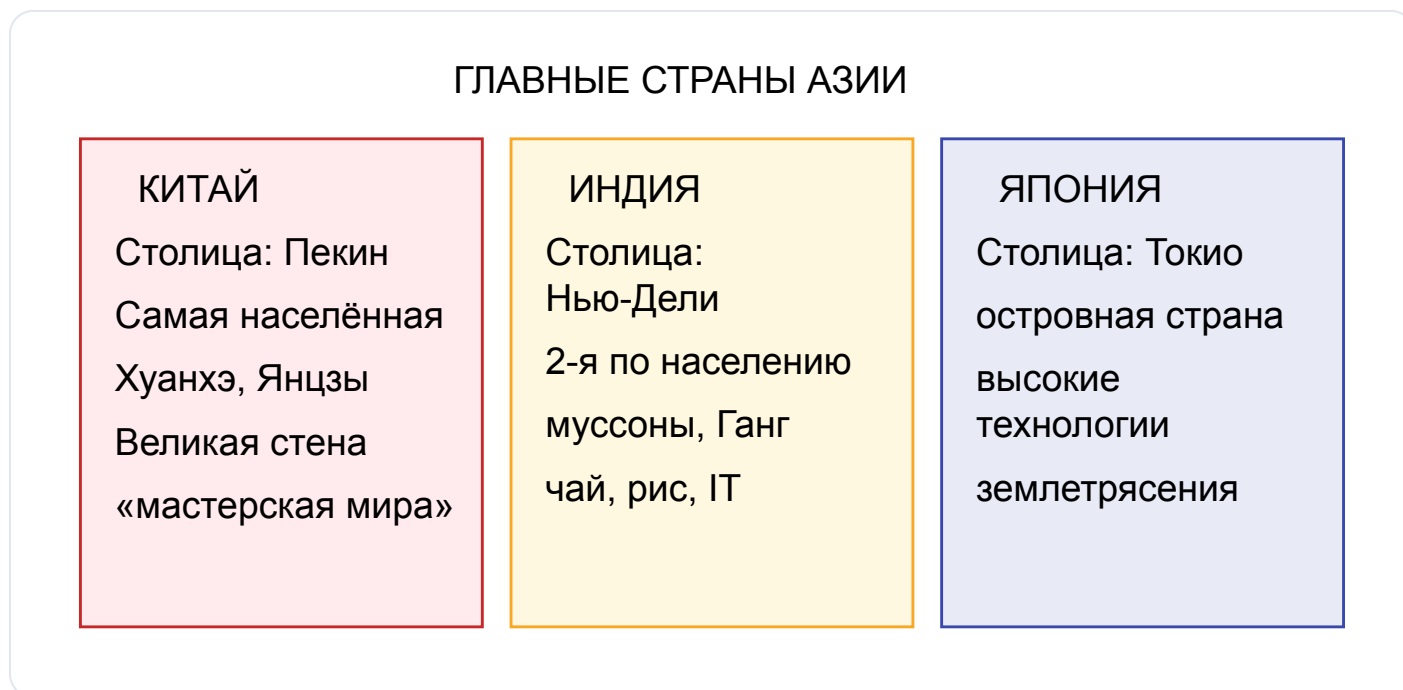 ГЛАВНЫЕ СТРАНЫ АЗИИ
КИТАЙ
Столица: Пекин
Самая населённая
Хуанхэ, Янцзы
Великая стена
«мастерская мира»
ИНДИЯ
Столица:
Нью-Дели
2-я по населению
муссоны, Ганг
чай, рис, IT
ЯПОНИЯ
Столица: Токио
островная страна
высокие
технологии
землетрясения